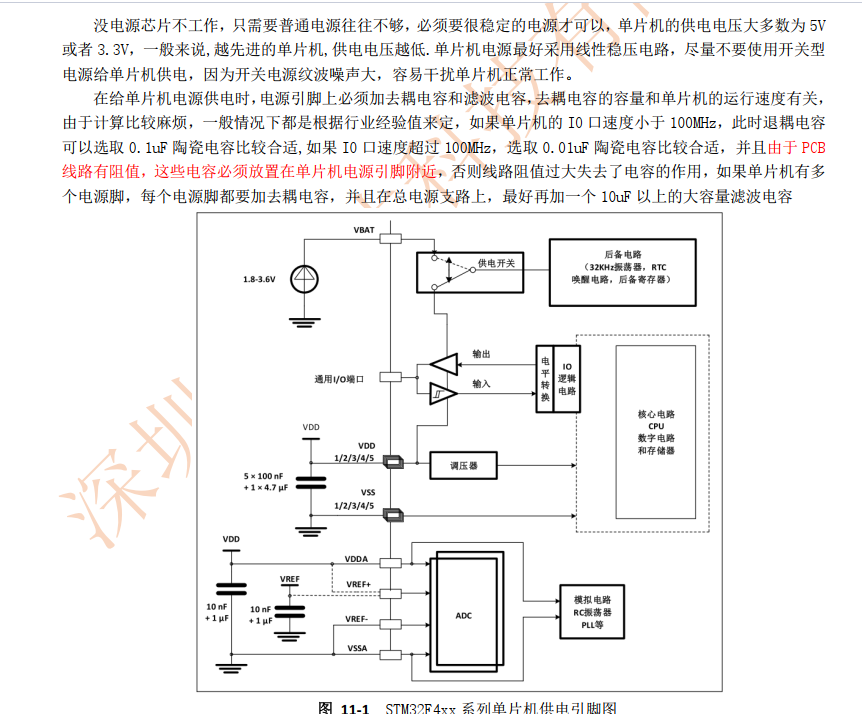 没电源芯片不工作，只需要普通电源往往不够，必须要很稳定的电源才可以，单片机的供电电压大多数为 5V
或者 3.3V，一般来说,越先进的单片机,供电电压越低.单片机电源最好采用线性稳压电路，尽量不要使用开关型
电源给单片机供电，因为开关电源纹波噪声大，容易干扰单片机正常工作。
在给单片机电源供电时,电源引脚上必须加去耦电容和滤波电容,去耦电容的容量和单片机的运行速度有关，
由于计算比较麻烦，一般情况下都是根据行业经验值来定，如果单片机的 IO 口速度小于 100MHz，此时退耦电容
可以选取 0.1uF 陶瓷电容比较合适,如果 IO 口速度超过 100MHz，选取 0.01uF 陶瓷电容比较合适，并且由于 PCB
线路有阻值，这些电容必须放置在单片机电源引脚附近，否则线路阻值过大失去了电容的作用，如果单片机有多
个电源脚，每个电源脚都要加去耦电容，并且在总电源支路上，最好再加一个 10uF 以上的大容量滤波电容
VBAT
1.8-3.6V
供电开关
后备电路
（32KHz振荡器，RTC
唤醒电路，后备寄存器）
通用I/O端口
输出
输入
电平转换
IO
逻辑
电路
核心电路
CPU
数字电路
和存储器
VDD
VDD
1/2/3/4/5
调压器
5 × 100 nF
+ 1 × 4.7 μF
VSS
1/2/3/4/5
VDD
VDDA
VREF
VREF+
10 nF
+ 1 μF
10 nF
+ 1 μF
VREF-
VSSA
ADC
模拟电路
RC振荡器
PLL等
图 11-1 STM32F4xx 系列单片机供电引脚图
深圳
科技有